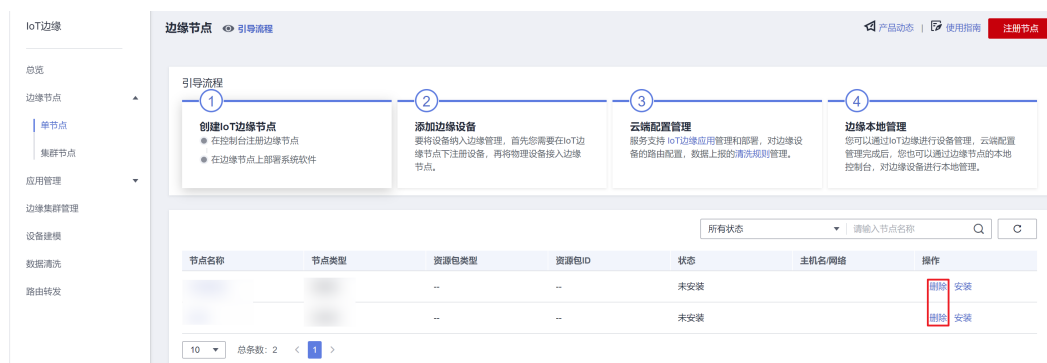 IoT边缘
边缘节点 引导流程
产品动态 | 使用指南 注册节点
总览
边缘节点
单节点
集群节点
应用管理
边缘集群管理
设备建模
数据清洗
路由转发
引导流程
1
创建IoT边缘节点
在控制台注册边缘节点
在边缘节点上部署系统软件
2
添加边缘设备
要将设备纳入边缘管理，首先您需要在IoT边
缘节点下注册设备，再将物理设备接入边缘
节点。
3
云端配置管理
服务支持 IoT边缘应用管理和部署，对边缘设
备的路由配置，数据上报的清洗规则管理。
4
边缘本地管理
您可以通过IoT边缘进行设备管理，云端配置
管理完成后，您也可以通过边缘节点的本地
控制台，对边缘设备进行本地管理。
所有状态 请输入节点名称
节点名称 节点类型 资源包类型 资源包ID 状态 主机名/网络 操作
-- -- 未安装 删除 安装
-- -- 未安装 删除 安装
10 总条数：2 < 1 >